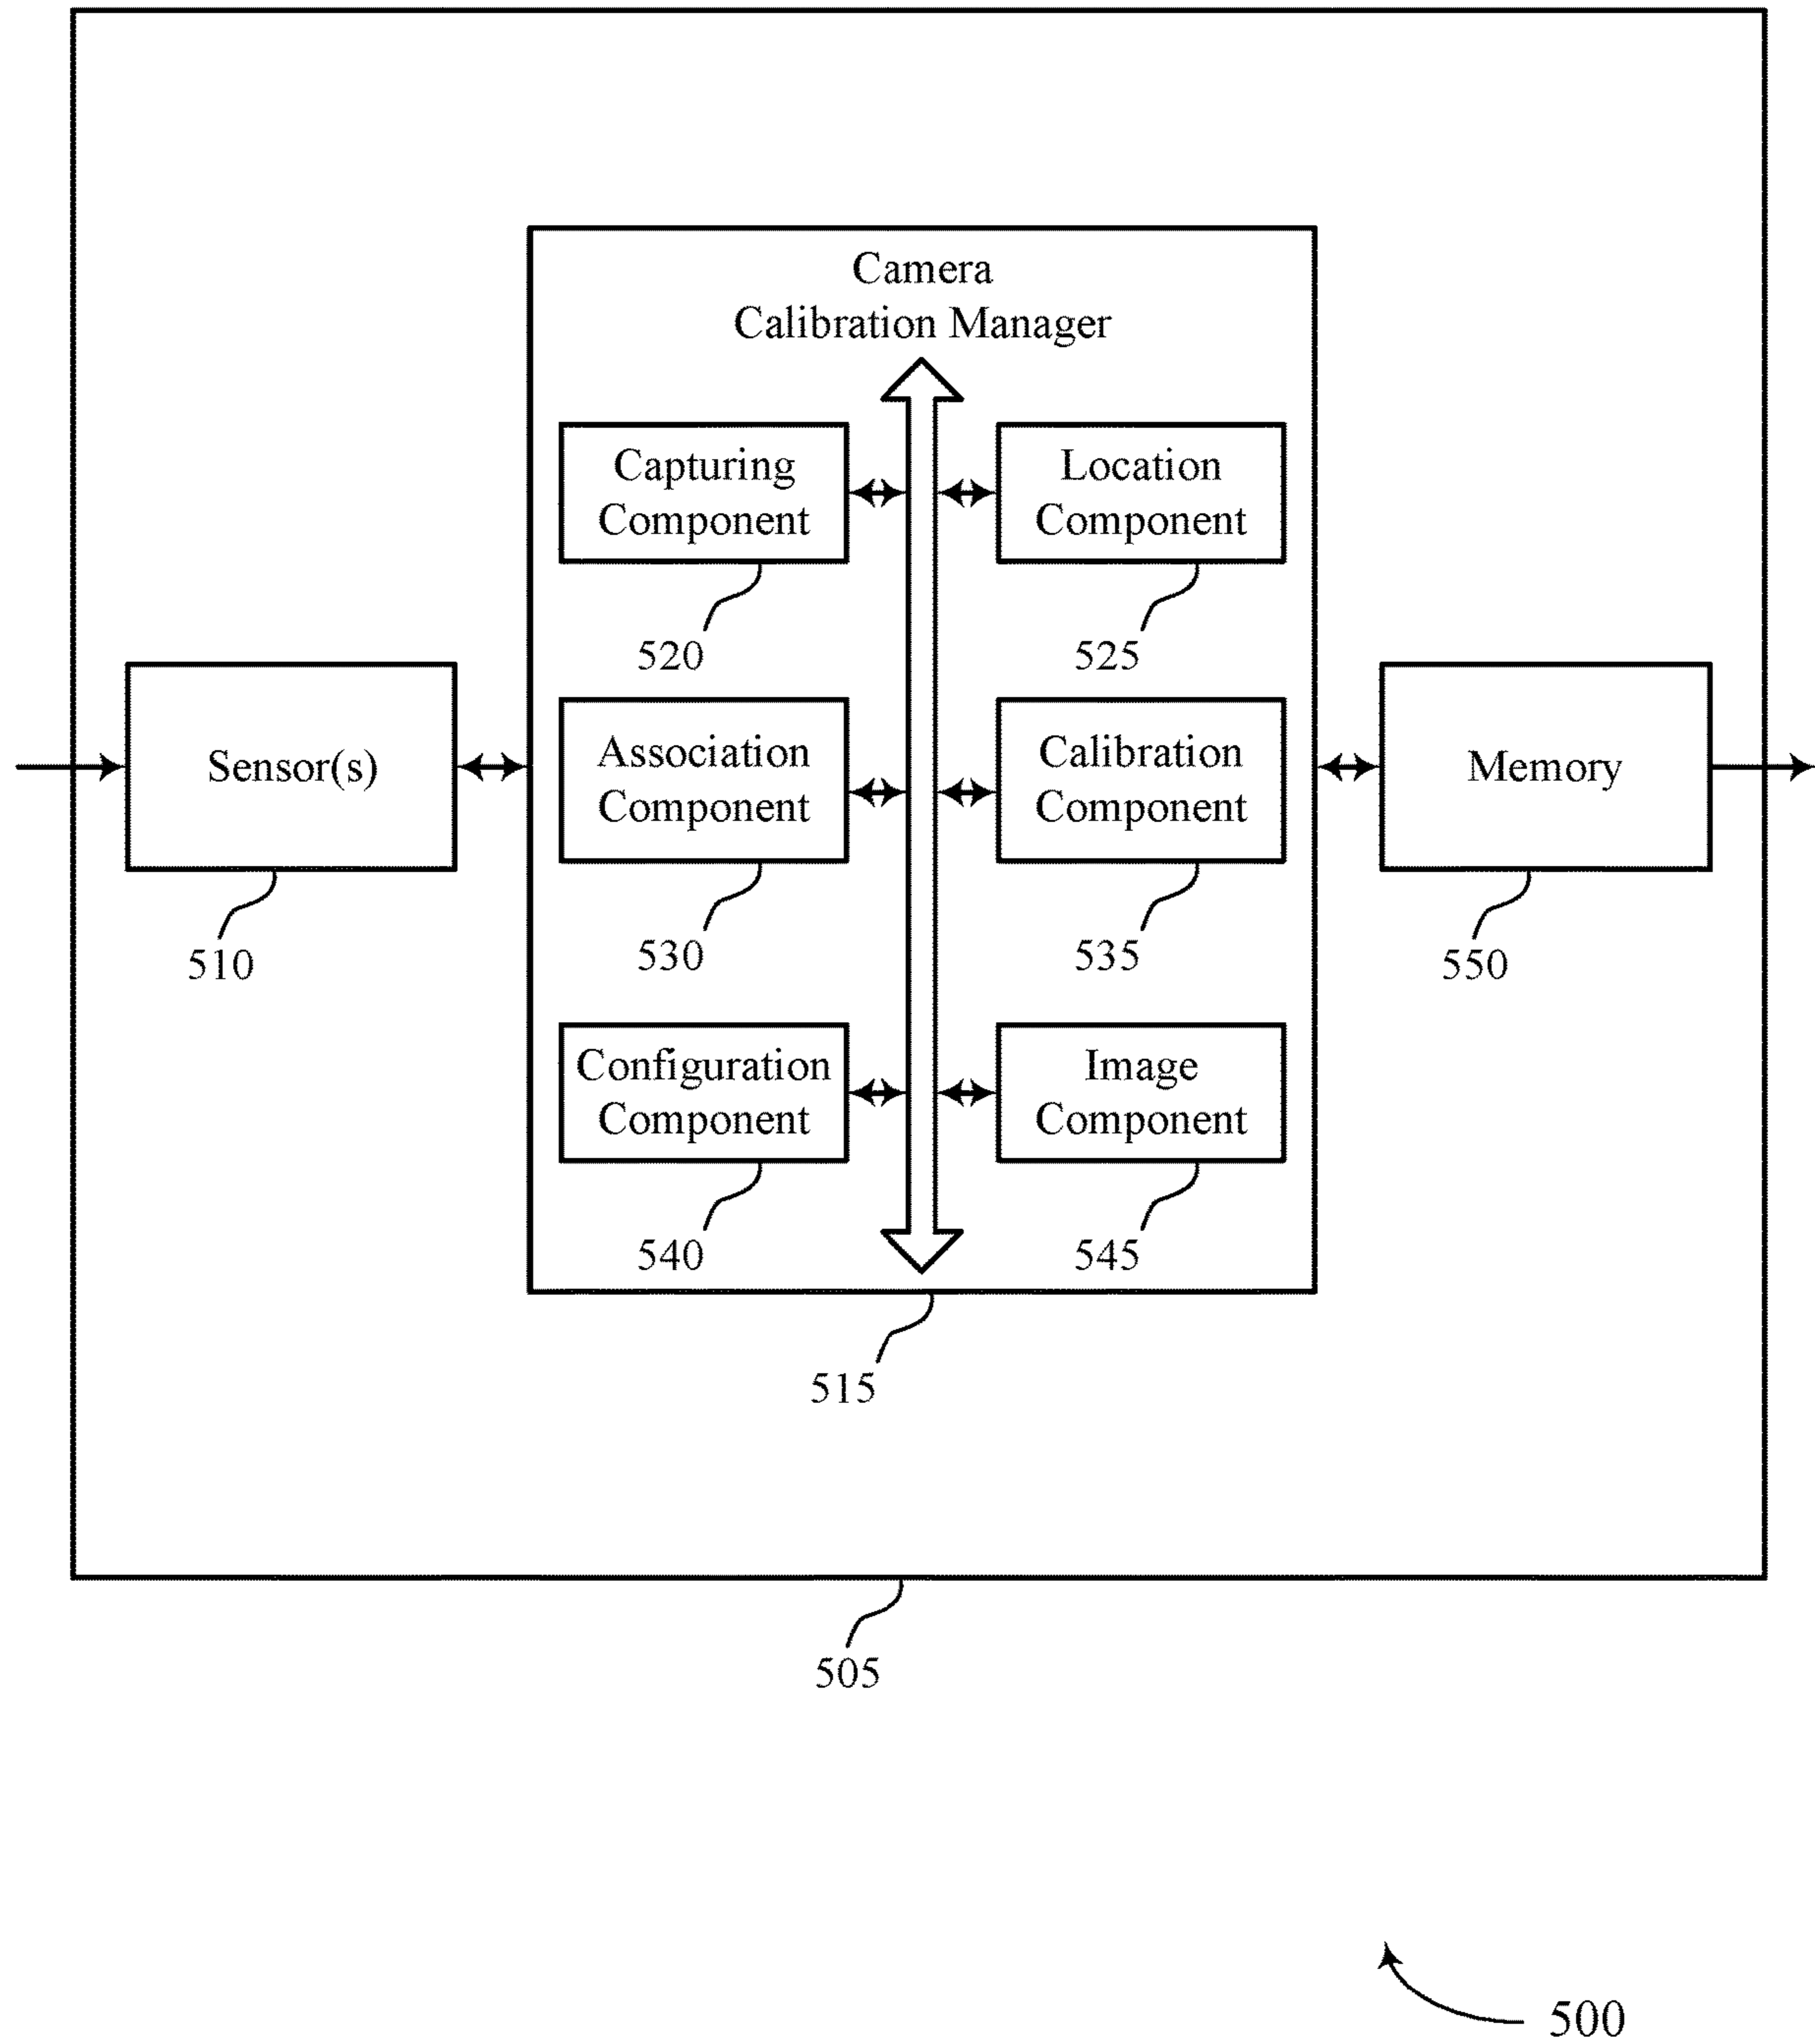 Camera
Calibration Manager
Capturing
Component
520
Location
Component
525
Sensor(s)
510
Association
Component
530
Calibration
Component
535
Memory
550
Configuration
Component
540
Image
Component
545
515
505
500